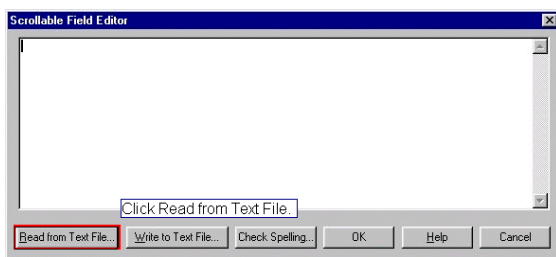 Scrollable Field Editor
Click Read from Text File.
Read from Text File... Write to Text File... Check Spelling... OK Help Cancel